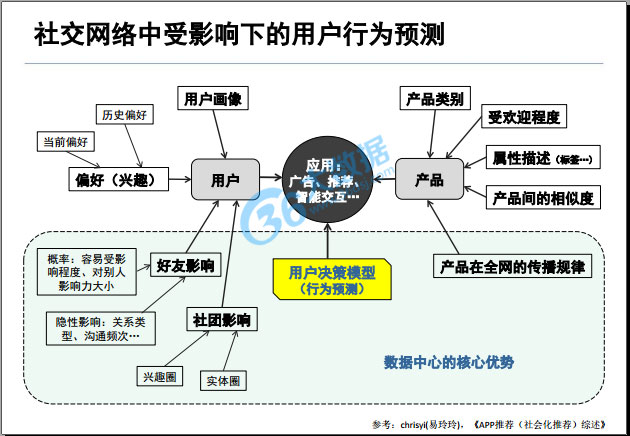 社交网络中受影响下的用户行为预测
历史偏好
用户画像
产品类别
受欢迎程度
当前偏好
偏好（兴趣）
用户
应用：
广告、推荐、
智能交互…
产品
属性描述（标签…）
产品间的相似度
概率：容易受影
响程度、对别人
影响力大小
好友影响
用户决策模型
（行为预测）
产品在全网的传播规律
隐性影响：关系类
型、沟通频次…
社团影响
兴趣圈
实体圈
数据中心的核心优势
参考：chrisyi(易玲玲)，《APP推荐（社会化推荐）综述》